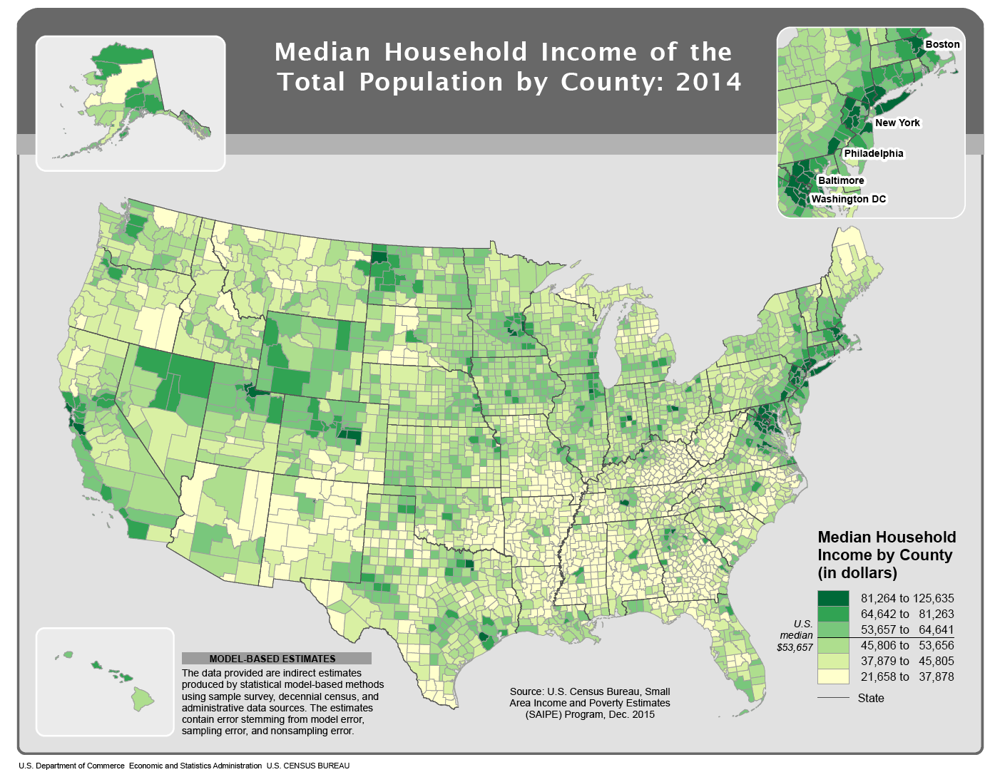 Median Household Income of the
Total Population by County: 2014
Boston
New York
Philadelphia
Baltimore
Washington DC
Median Household
Income by County
(in dollars)
81,264 to 125,635
64,642 to 81,263
53,657 to 64,641
45,806 to 53,656
37,879 to 45,805
21,658 to 37,878
State
U.S.
median
$53,657
MODEL-BASED ESTIMATES
The data provided are indirect estimates
produced by statistical model-based methods
using sample survey, decennial census, and
administrative data sources. The estimates
contain error stemming from model error,
sampling error, and nonsampling error.
Source: U.S. Census Bureau, Small
Area Income and Poverty Estimates
(SAIPE) Program, Dec. 2015
U.S. Department of Commerce Economic and Statistics Administration U.S. CENSUS BUREAU